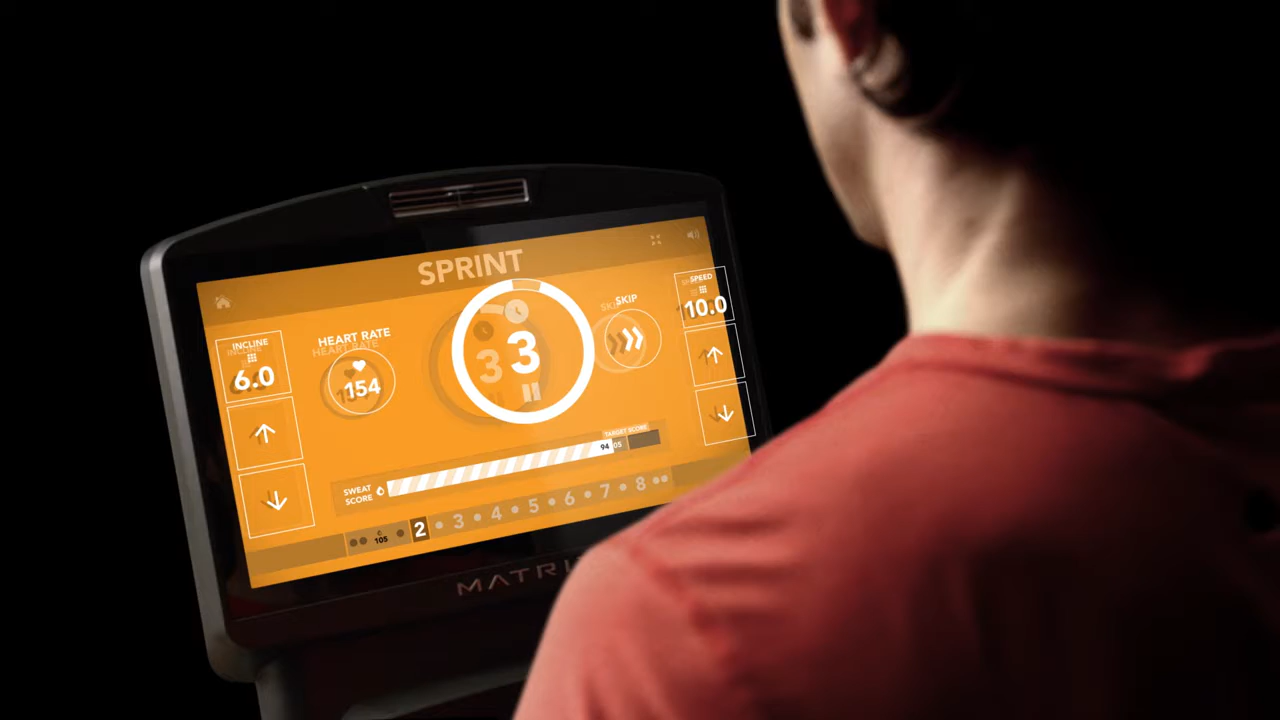 SPRINT
INCLINE
6.0
HEART RATE
154
3
SKIP
SPEED
10.0
TARGET SCORE
94
SWEAT
SCORE
105
2 3 4 5 6 7 8